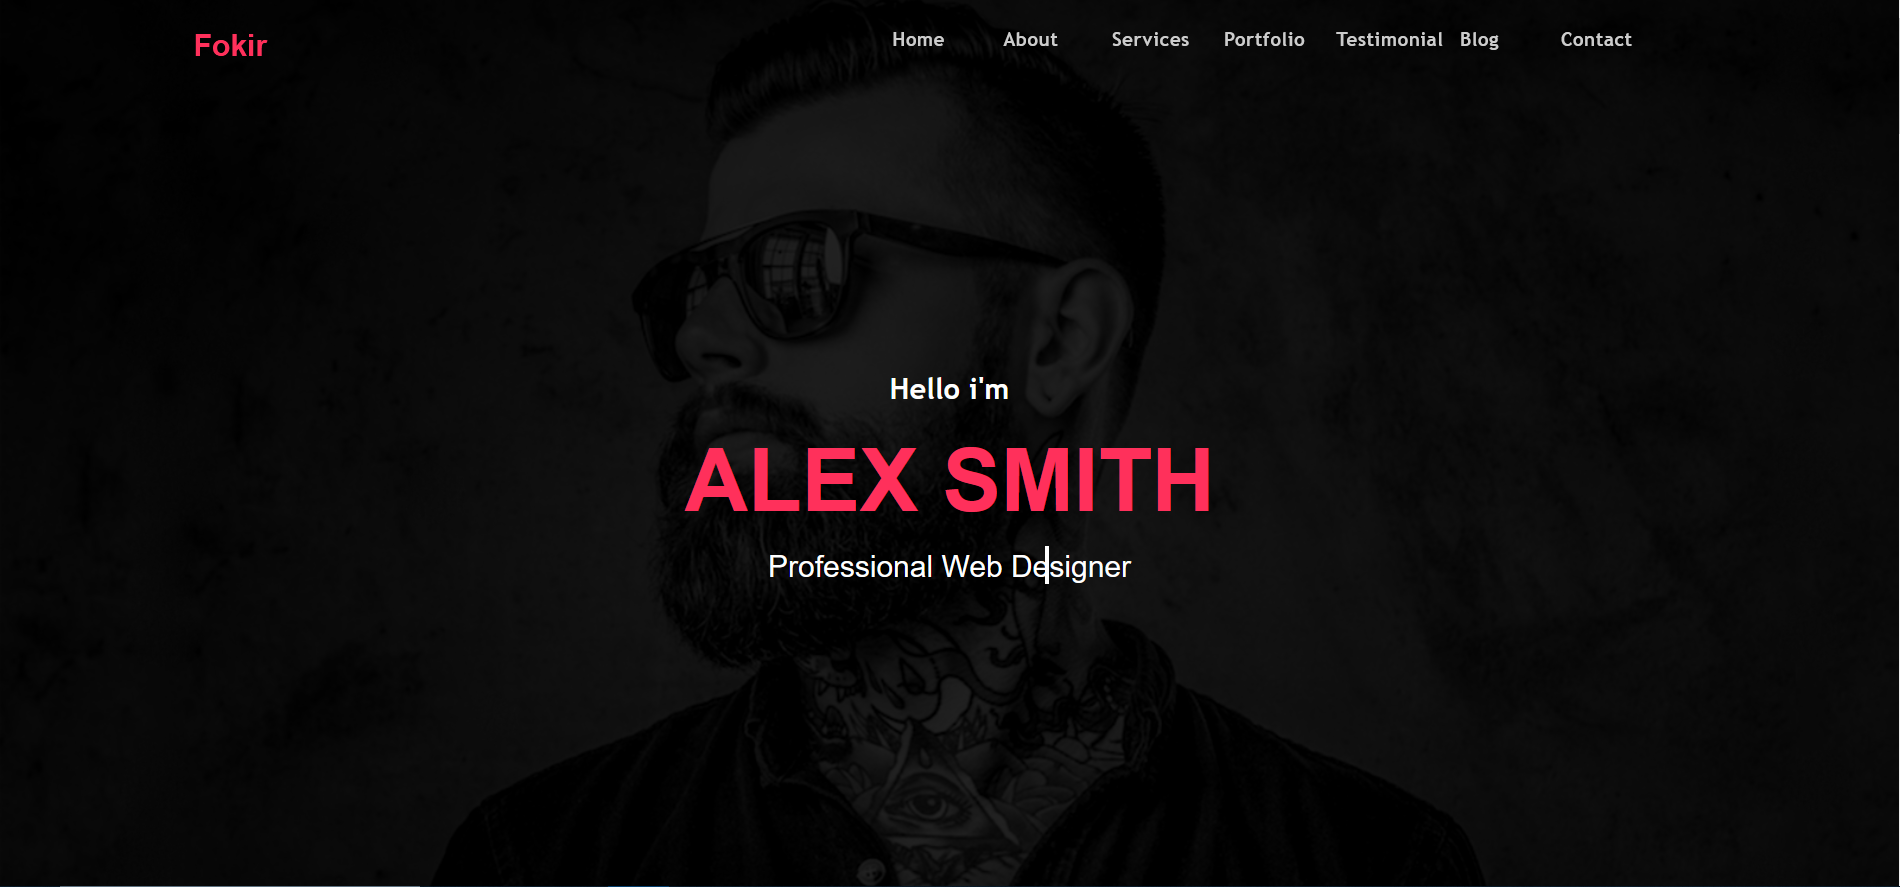 Fokir
Home About Services Portfolio Testimonial Blog Contact
Hello i'm
ALEX SMITH
Professional Web Designer